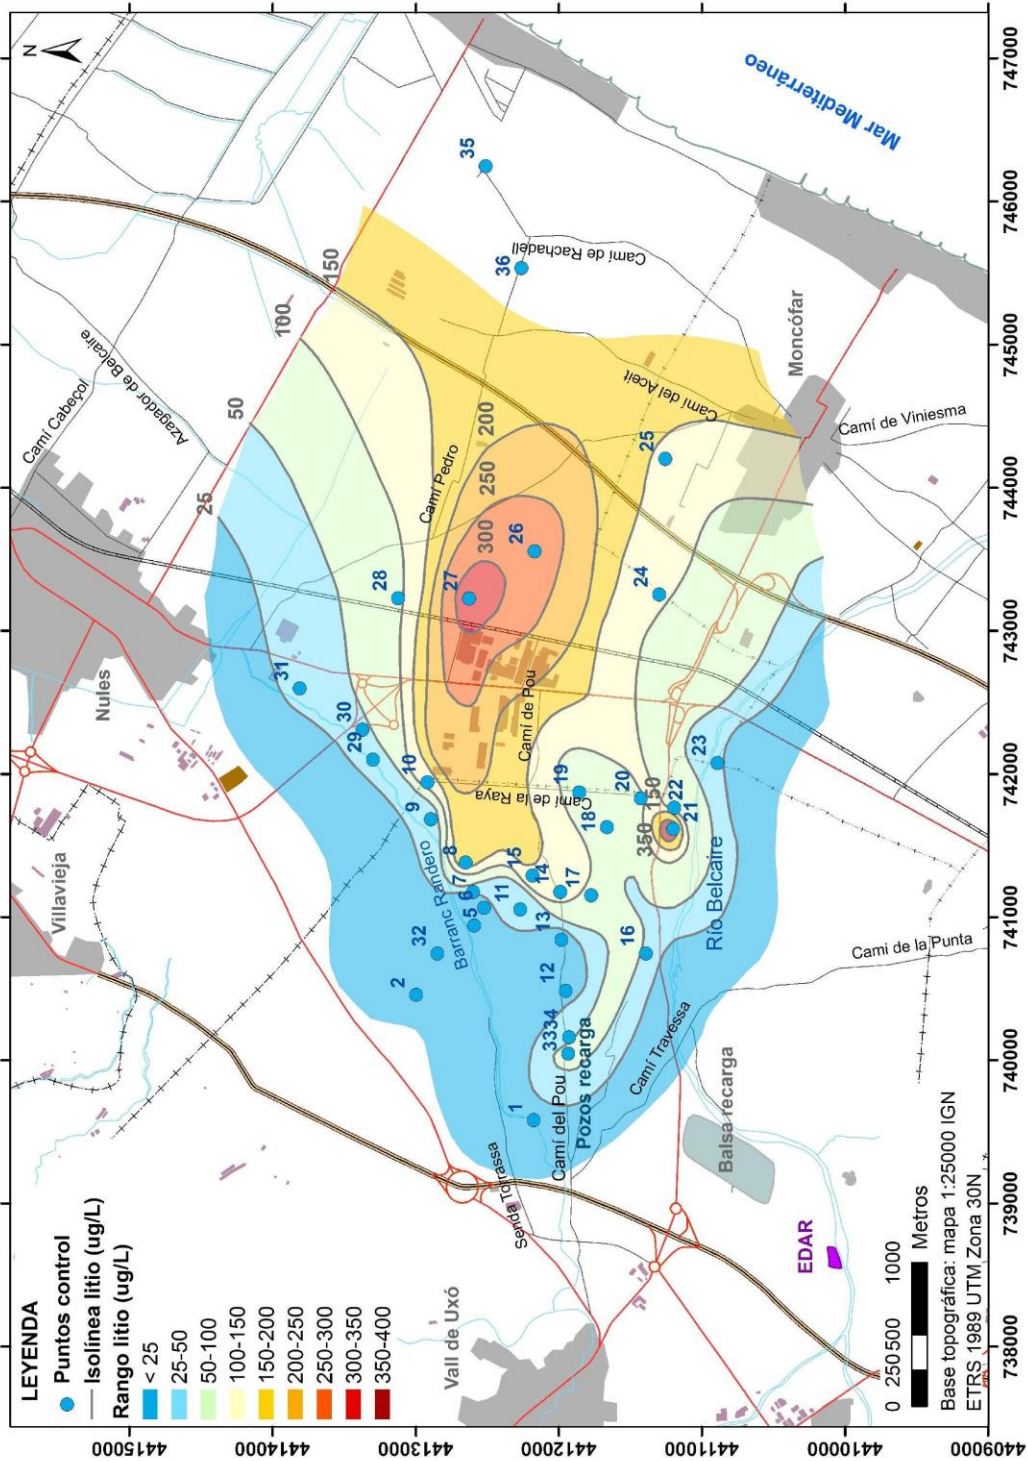 LEYENDA
Puntos control
Isolínea litio (ug/L)
Rango litio (ug/L)
< 25
25-50
50-100
100-150
150-200
200-250
250-300
300-350
350-400
N
Vall de Uxó
Villavieja
Nules
Moncófar
Mar Mediterráneo
EDAR
Balsa recarga
Pozos recarga
Río Belcaire
Barranc Randero
Senda Torrassa
Camí del Pou
Camí Travessa
Cami de la Punta
Camí de la Raya
Camí de Pou
Camí Pedro
Camí Cabeçol
Azagador de Belcaire
Camí de Rachadell
Camí del Aceit
Camí de Viniesma
25
50
100
150
200
250
300
150
350
1
2
32
5
6
7
8
9
10
11
12
13
14
15
16
17
18
19
20
21
22
23
24
25
26
27
28
29
30
31
33
34
35
36
0 250 500 1000
Metros
Base topográfica: mapa 1:25000 IGN
ETRS 1989 UTM Zona 30N
738000
739000
740000
741000
742000
743000
744000
745000
746000
747000
4415000
4414000
4413000
4412000
4411000
4410000
4409000